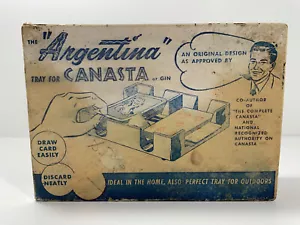 THE
"Argentina"
TRAY FOR CANASTA or GIN
AN ORIGINAL DESIGN
AS APPROVED BY
CO-AUTHOR
OF
"THE COMPLETE
CANASTA"
AND
NATIONAL
RECOGNIZED
AUTHORITY ON
CANASTA
DRAW
CARD
EASILY
DISCARD
NEATLY
IDEAL IN THE HOME, ALSO PERFECT TRAY FOR OUTDOORS